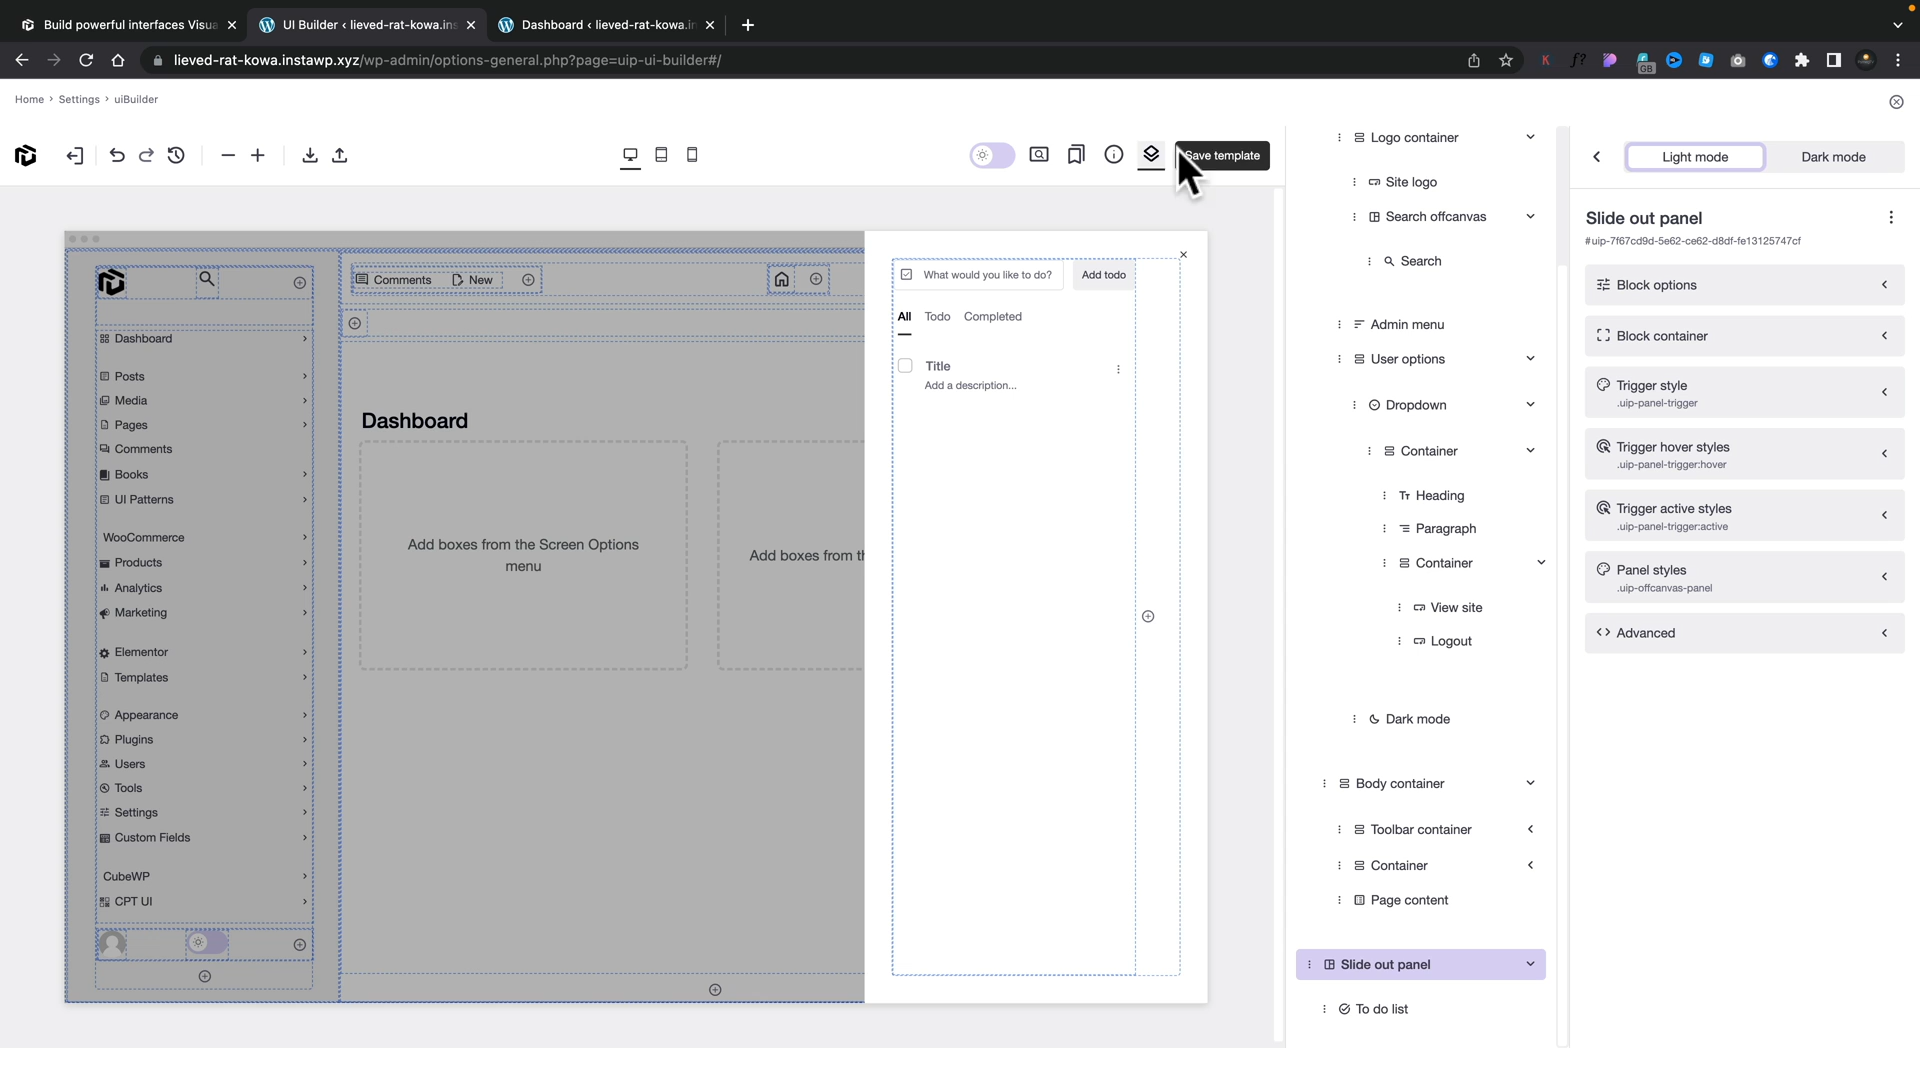 Build powerful interfaces Visua
UI Builder ‹ lieved-rat-kowa.ins
Dashboard ‹ lieved-rat-kowa.in
lieved-rat-kowa.instawp.xyz/wp-admin/options-general.php?page=uip-ui-builder#/
K
f?
GB
Home › Settings › uiBuilder
Save template
Light mode
Dark mode
Slide out panel
#uip-7f67cd9d-5e62-ce62-d8df-fe13125747cf
Block options
Block container
Trigger style
.uip-panel-trigger
Trigger hover styles
.uip-panel-trigger:hover
Trigger active styles
.uip-panel-trigger:active
Panel styles
.uip-offcanvas-panel
Advanced
Logo container
Site logo
Search offcanvas
Search
Admin menu
User options
Dropdown
Container
Tт Heading
Paragraph
Container
View site
Logout
Dark mode
Body container
Toolbar container
Container
Page content
Slide out panel
To do list
Comments
New
Dashboard
Posts
Media
Pages
Comments
Books
UI Patterns
WooCommerce
Products
Analytics
Marketing
Elementor
Templates
Appearance
Plugins
Users
Tools
Settings
Custom Fields
CubeWP
CPT UI
Dashboard
Add boxes from the Screen Options
menu
Add boxes from th
What would you like to do?
Add todo
All
Todo
Completed
Title
Add a description...